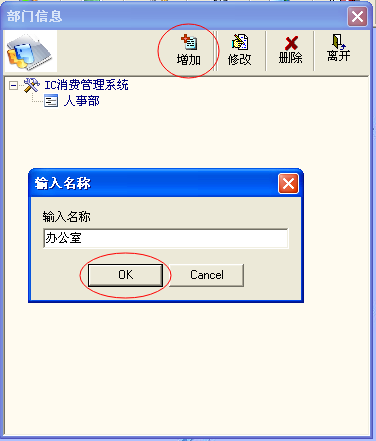 部门信息
增加 修改 删除 离开
IC消费管理系统
人事部
输入名称
输入名称
办公室
OK Cancel